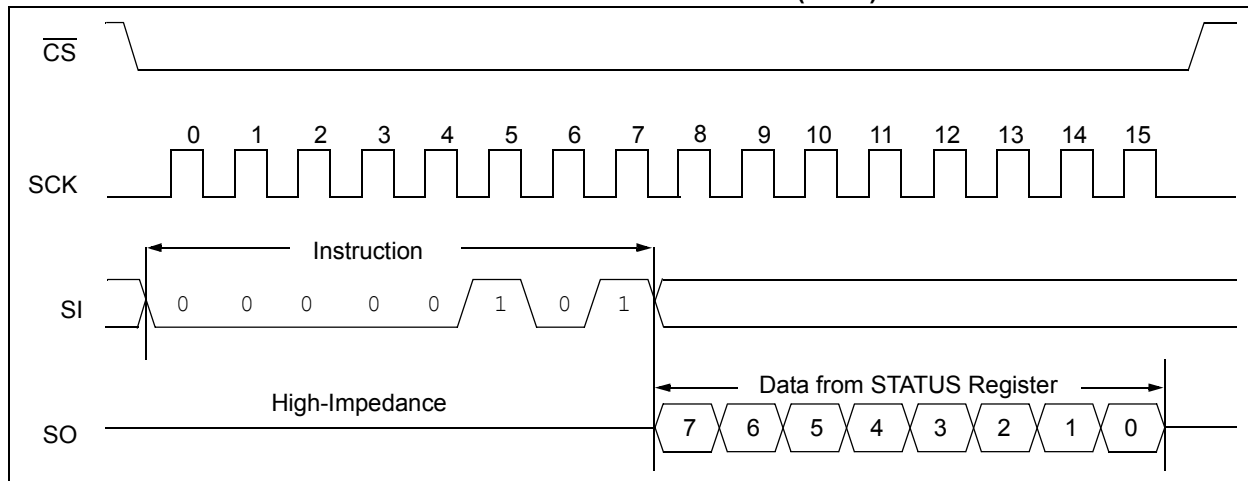 CS
0 1 2 3 4 5 6 7 8 9 10 11 12 13 14 15
SCK
Instruction
SI
0 0 0 0 0 1 0 1
Data from STATUS Register
High-Impedance
SO
7 6 5 4 3 2 1 0